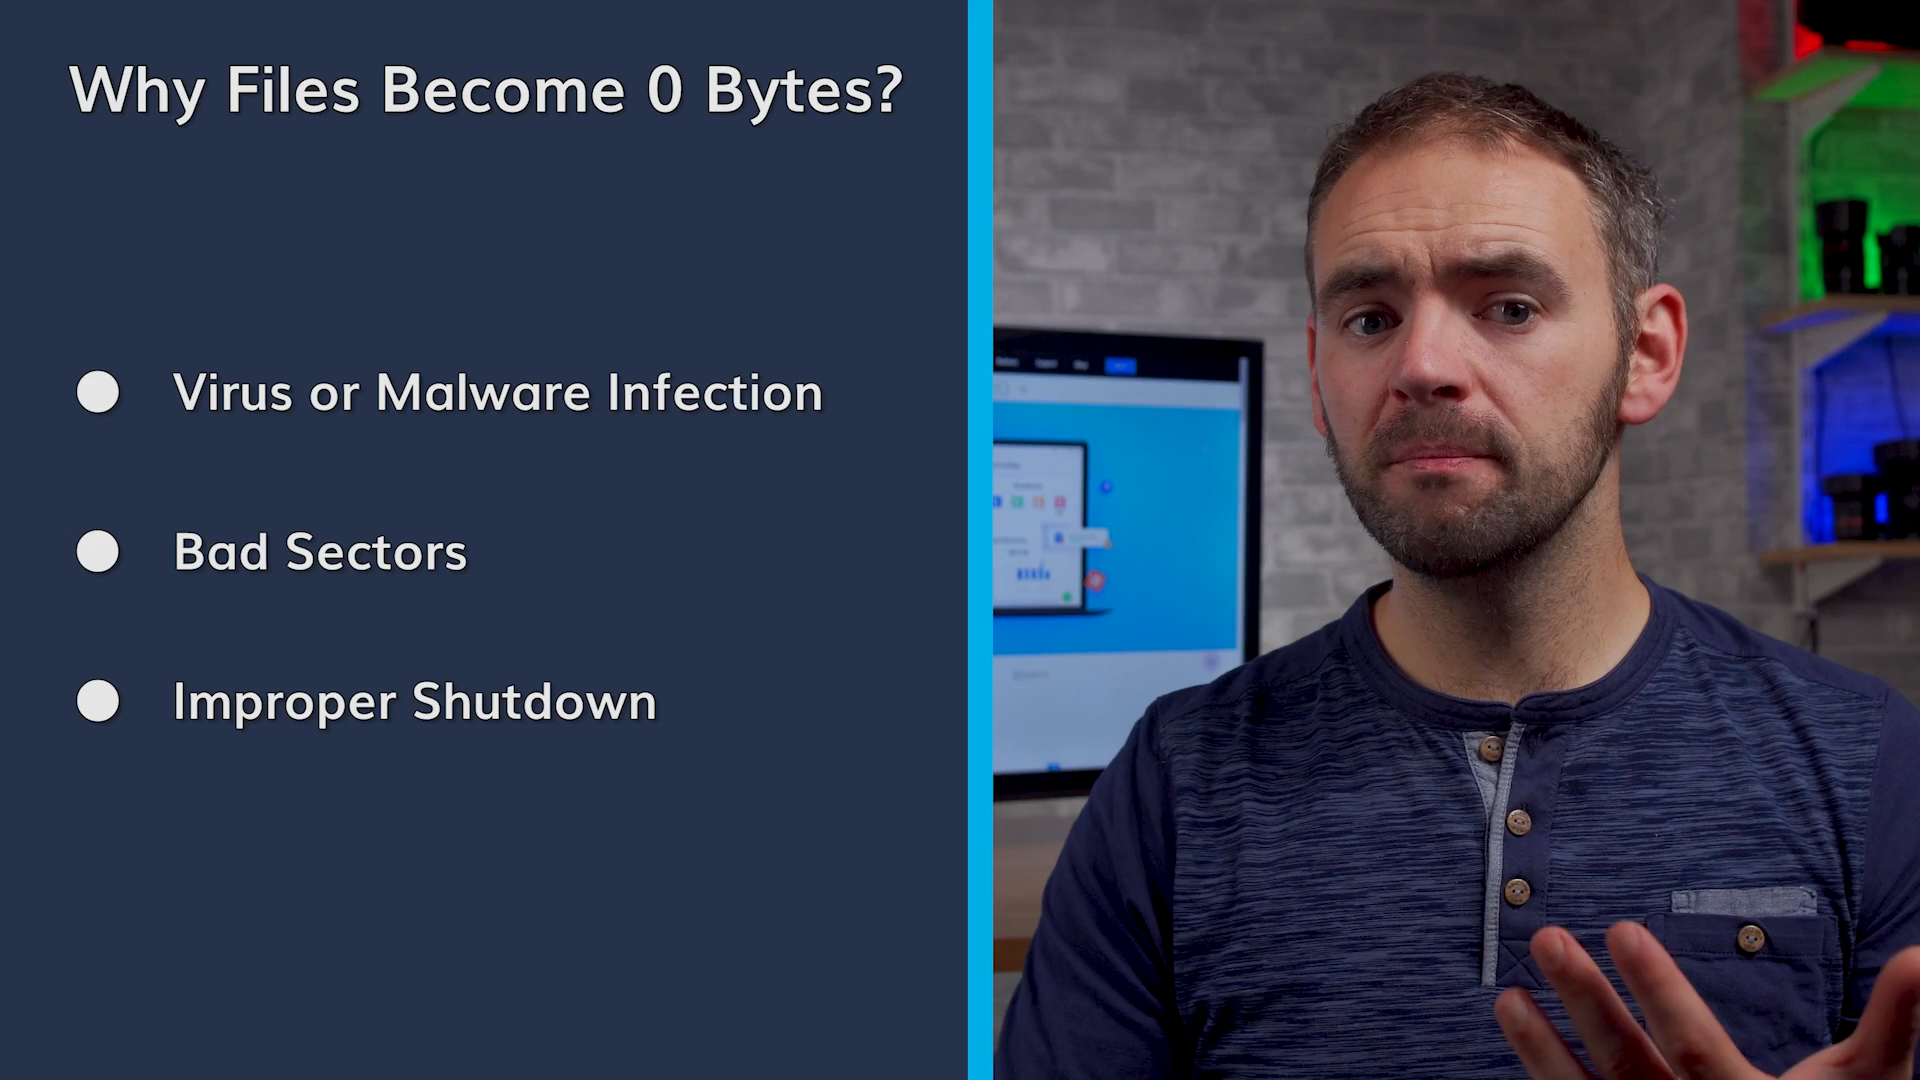 Why Files Become 0 Bytes?
Virus or Malware Infection
Bad Sectors
Improper Shutdown